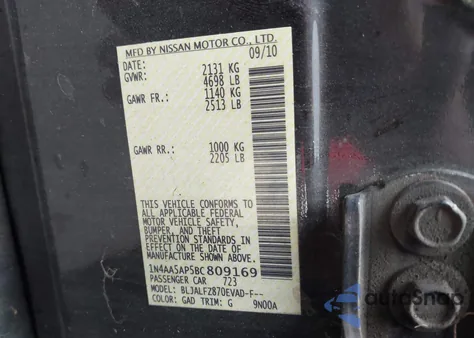 MFD BY NISSAN MOTOR CO., LTD.
DATE: 09/10
GVWR: 2131 KG
4698 LB
GAWR FR.: 1140 KG
2513 LB
GAWR RR.: 1000 KG
2205 LB
THIS VEHICLE CONFORMS TO
ALL APPLICABLE FEDERAL
MOTOR VEHICLE SAFETY,
BUMPER, AND THEFT
PREVENTION STANDARDS IN
EFFECT ON THE DATE OF
MANUFACTURE SHOWN ABOVE.
1N4AA5AP5BC809169
PASSENGER CAR 723
MODEL: BLJALFZ870EVAD-F--
COLOR: GAD TRIM: G 9N00A
autoSnap